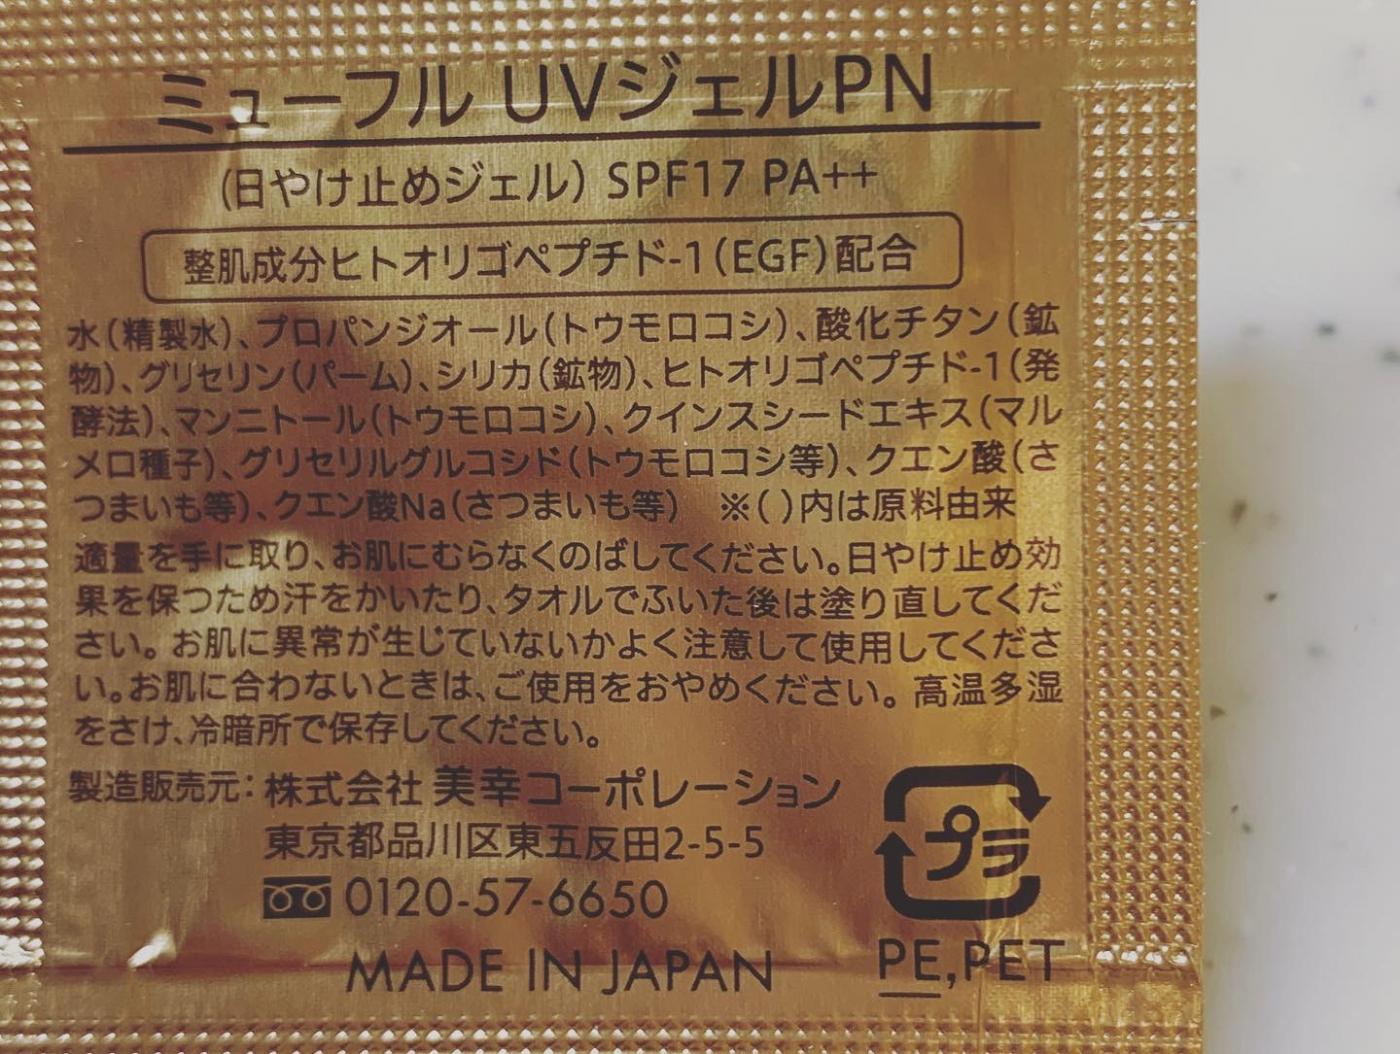 ミューフル UVジェルPN
(日やけ止めジェル) SPF17 PA++
整肌成分ヒトオリゴペプチド-1(EGF)配合
水(精製水)、プロパンジオール(トウモロコシ)、酸化チタン(鉱
物)、グリセリン(パーム)、シリカ(鉱物)、ヒトオリゴペプチド-1(発
酵法)、マンニトール(トウモロコシ)、クインスシードエキス(マル
メロ種子)、グリセリルグルコシド(トウモロコシ等)、クエン酸(さ
つまいも等)、クエン酸Na(さつまいも等) ※( )内は原料由来
適量を手に取り、お肌にむらなくのばしてください。日やけ止め効
果を保つため汗をかいたり、タオルでふいた後は塗り直してくだ
さい。お肌に異常が生じていないかよく注意して使用してくださ
い。お肌に合わないときは、ご使用をおやめください。高温多湿
をさけ、冷暗所で保存してください。
製造販売元：株式会社 美幸コーポレーション
東京都品川区東五反田2-5-5
0120-57-6650
プラ
MADE IN JAPAN
PE,PET